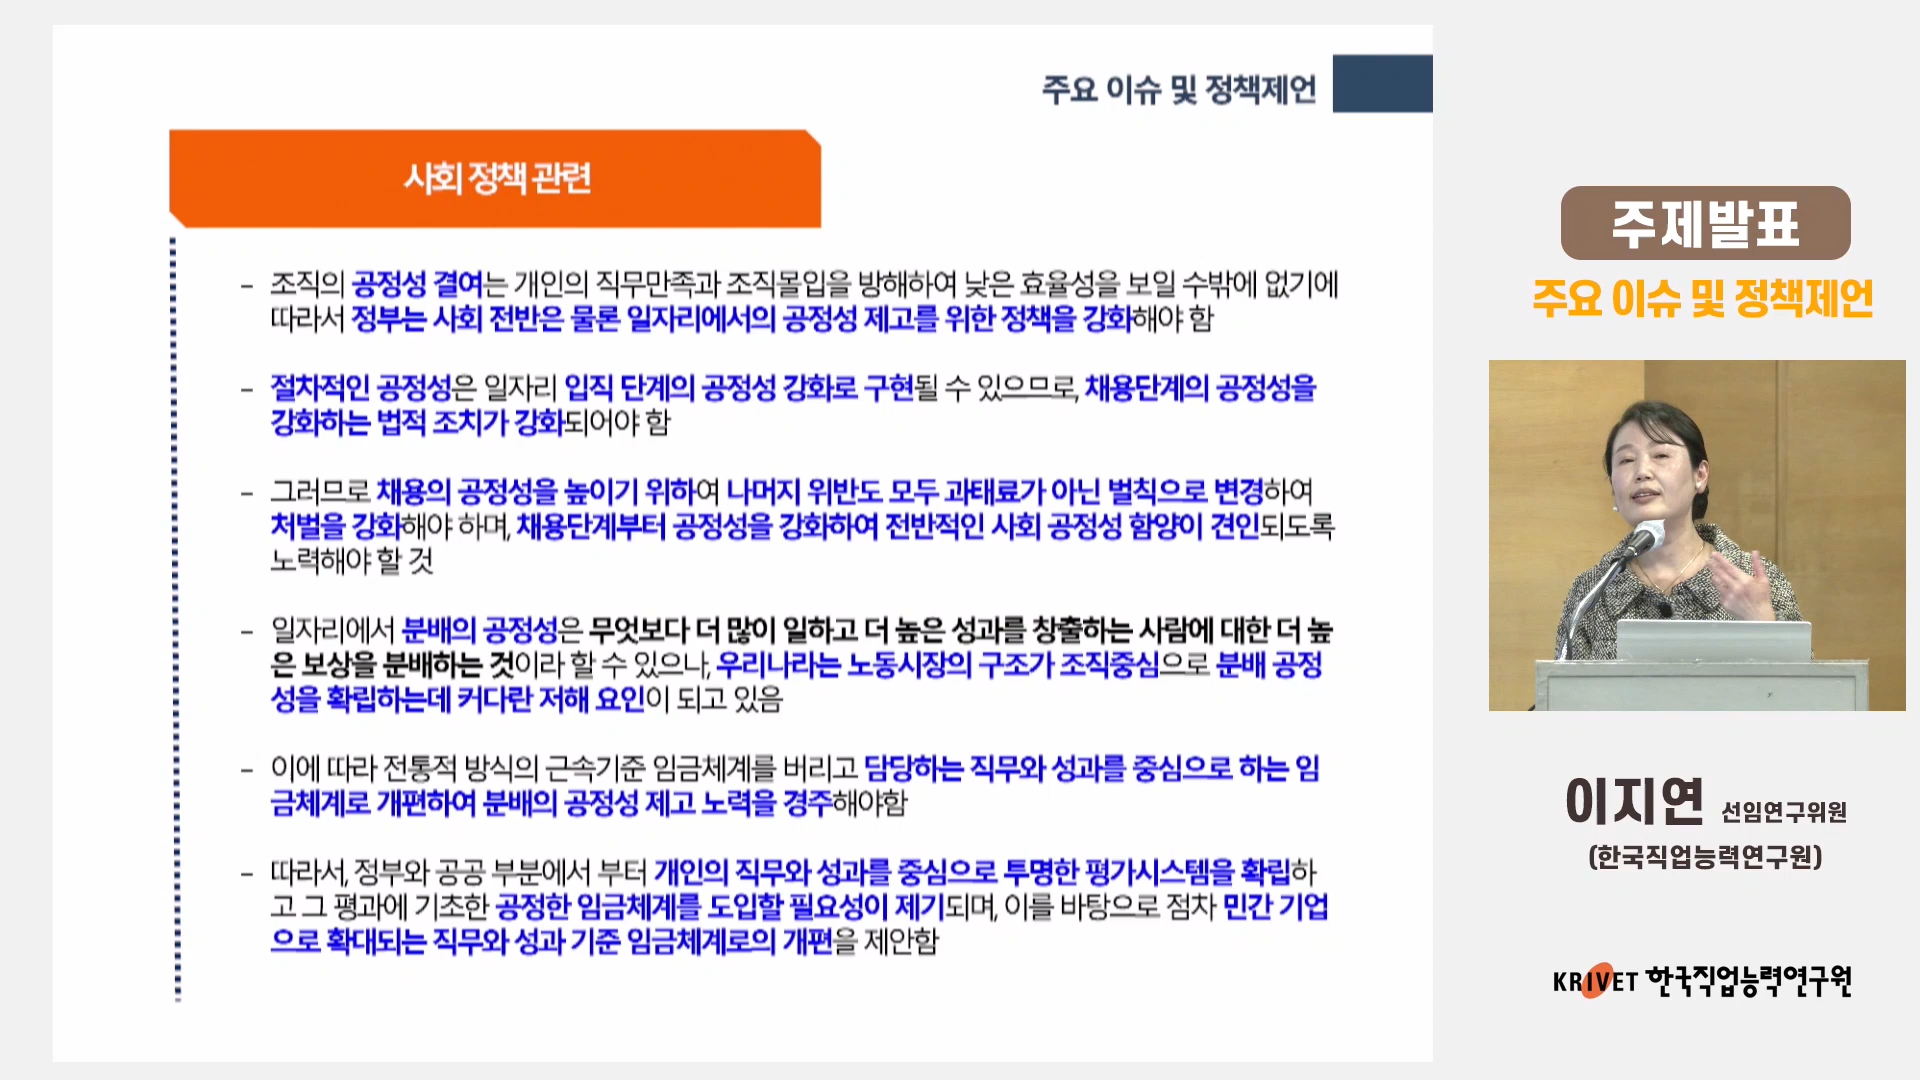 주요 이슈 및 정책제언
사회 정책 관련
– 조직의 공정성 결여는 개인의 직무만족과 조직몰입을 방해하여 낮은 효율성을 보일 수밖에 없기에
따라서 정부는 사회 전반은 물론 일자리에서의 공정성 제고를 위한 정책을 강화해야 함
– 절차적인 공정성은 일자리 입직 단계의 공정성 강화로 구현될 수 있으므로, 채용단계의 공정성을
강화하는 법적 조치가 강화되어야 함
– 그러므로 채용의 공정성을 높이기 위하여 나머지 위반도 모두 과태료가 아닌 벌칙으로 변경하여
처벌을 강화해야 하며, 채용단계부터 공정성을 강화하여 전반적인 사회 공정성 함양이 견인되도록
노력해야 할 것
– 일자리에서 분배의 공정성은 무엇보다 더 많이 일하고 더 높은 성과를 창출하는 사람에 대한 더 높
은 보상을 분배하는 것이라 할 수 있으나, 우리나라는 노동시장의 구조가 조직중심으로 분배 공정
성을 확립하는데 커다란 저해 요인이 되고 있음
– 이에 따라 전통적 방식의 근속기준 임금체계를 버리고 담당하는 직무와 성과를 중심으로 하는 임
금체계로 개편하여 분배의 공정성 제고 노력을 경주해야함
– 따라서, 정부와 공공 부분에서 부터 개인의 직무와 성과를 중심으로 투명한 평가시스템을 확립하
고 그 평과에 기초한 공정한 임금체계를 도입할 필요성이 제기되며, 이를 바탕으로 점차 민간 기업
으로 확대되는 직무와 성과 기준 임금체계로의 개편을 제안함
주제발표
주요 이슈 및 정책제언
이지연 선임연구위원
(한국직업능력연구원)
KRIVET 한국직업능력연구원